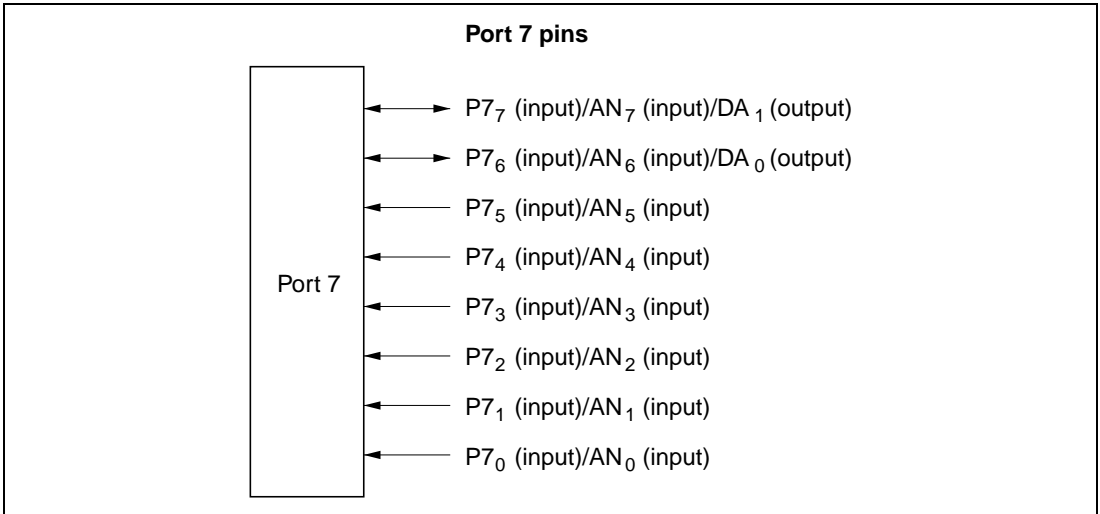 Port 7 pins
P7₇ (input)/AN₇ (input)/DA₁ (output)
P7₆ (input)/AN₆ (input)/DA₀ (output)
P7₅ (input)/AN₅ (input)
P7₄ (input)/AN₄ (input)
Port 7
P7₃ (input)/AN₃ (input)
P7₂ (input)/AN₂ (input)
P7₁ (input)/AN₁ (input)
P7₀ (input)/AN₀ (input)